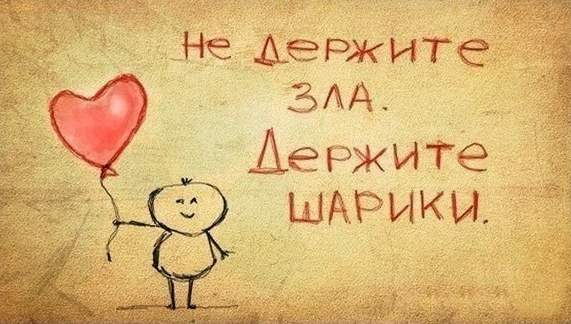 Не держите
зла.
Держите
шарики.